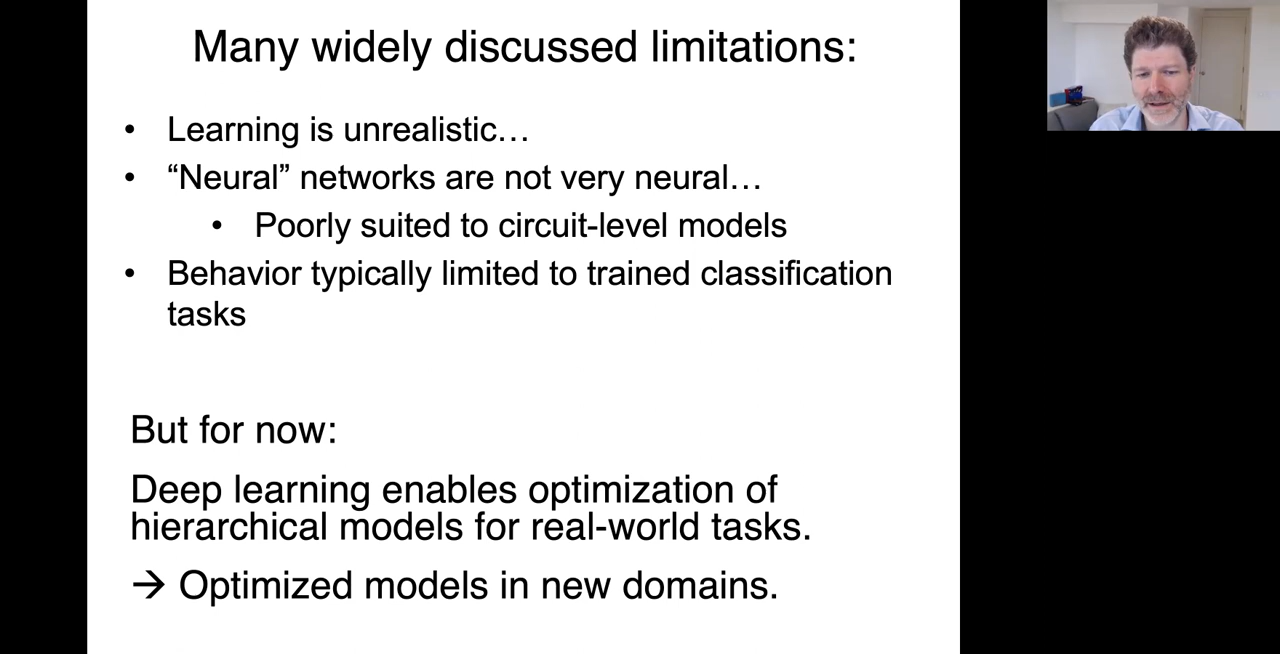 Many widely discussed limitations:
• Learning is unrealistic…
• “Neural” networks are not very neural…
• Poorly suited to circuit-level models
• Behavior typically limited to trained classification
tasks
But for now:
Deep learning enables optimization of
hierarchical models for real-world tasks.
→ Optimized models in new domains.